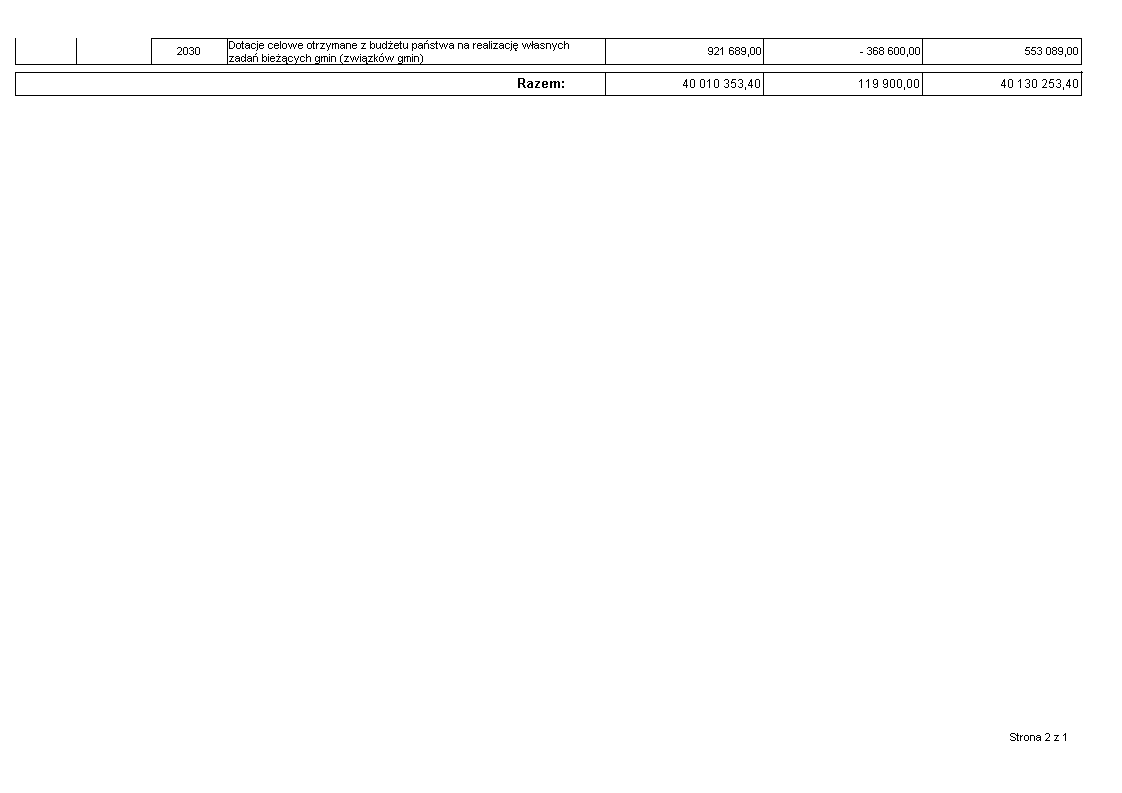 2030 Dotacje celowe otrzymane z budżetu państwa na realizację własnych zadań bieżących gmin (związków gmin) 921 689,00 - 368 600,00 553 089,00
Razem: 40 010 353,40 119 900,00 40 130 253,40
Strona 2 z 1